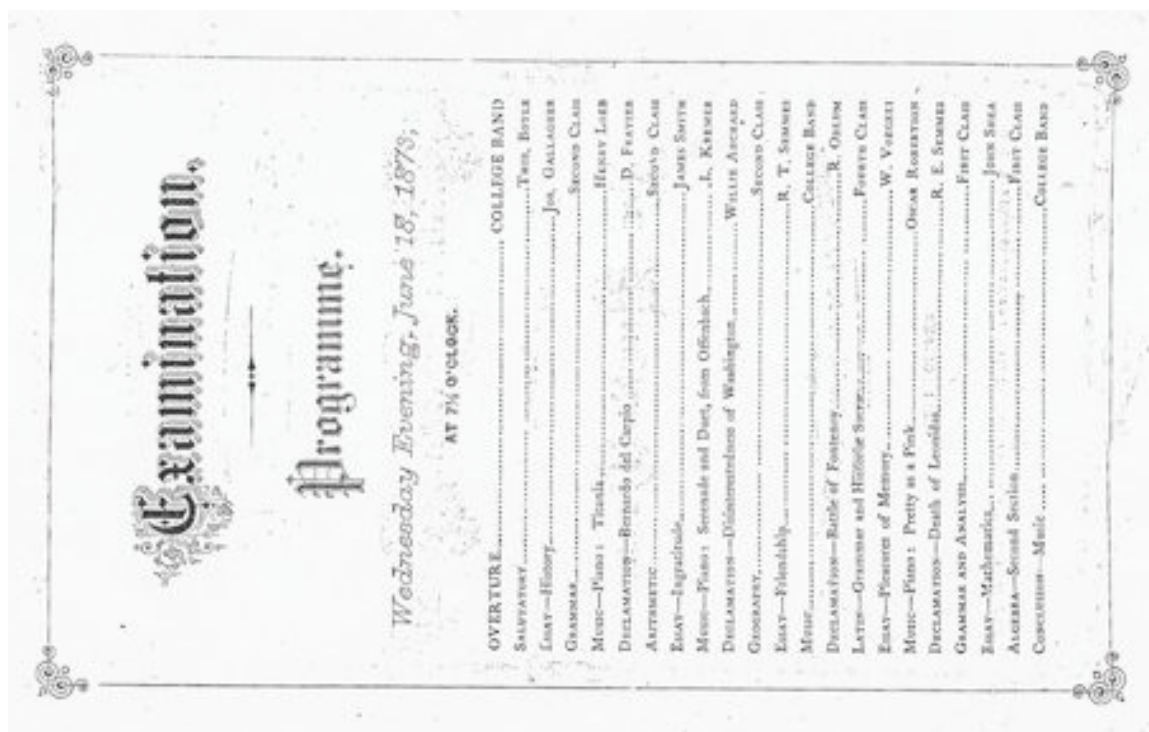 Examination,
Programme.
Wednesday Evening, June 18, 1873,
AT 7½ O'CLOCK.
OVERTURE COLLEGE BAND
SALUTATORY THOS. BOYLE
ESSAY—History JOS. GALLAGHER
GRAMMAR SECOND CLASS
MUSIC—Piano: Titania HENRY LOEB
DECLAMATION—Bernardo del Carpio D.
ARITHMETIC SECOND CLASS
ESSAY—Ingratitude JAMES SMITH
MUSIC—Piano: Serenade and Duet, from Offenbach L. KREMER
DECLAMATION—Disinterestedness of Washington WILLIE
GEOGRAPHY SECOND CLASS
ESSAY—Friendship R. T. SEMMES
MUSIC COLLEGE BAND
DECLAMATION—Battle of Fontenoy R. ODLUM
LATIN—Grammar and Historiæ Sacræ FOURTH CLASS
ESSAY—Pleasures of Memory W.
MUSIC—Piano: Pretty as a Pink OSCAR ROBERTSON
DECLAMATION—Death of Leonidas R. E. SEMMES
GRAMMAR AND ANALYSIS FIRST CLASS
ESSAY—Mathematics JOHN SHEA
ALGEBRA—Second Section FIRST CLASS
CONCLUSION—Music COLLEGE BAND